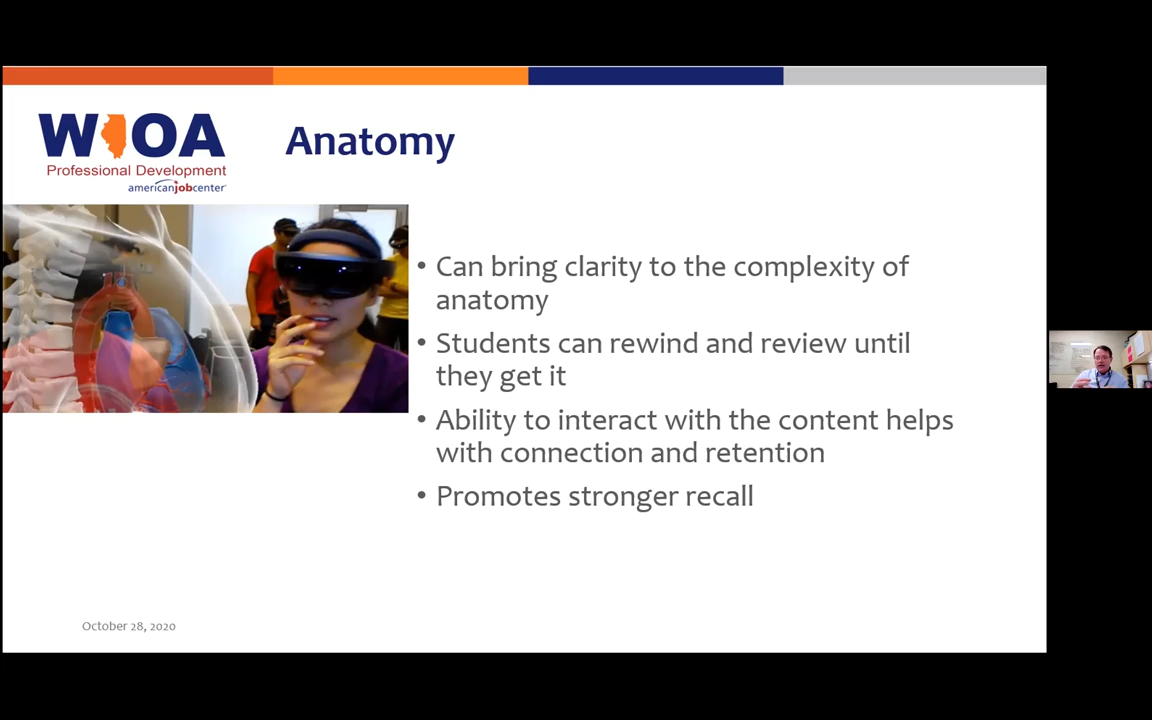 WIOA
Professional Development
americanjobcenter
Anatomy
• Can bring clarity to the complexity of
anatomy
• Students can rewind and review until
they get it
• Ability to interact with the content helps
with connection and retention
• Promotes stronger recall
October 28, 2020